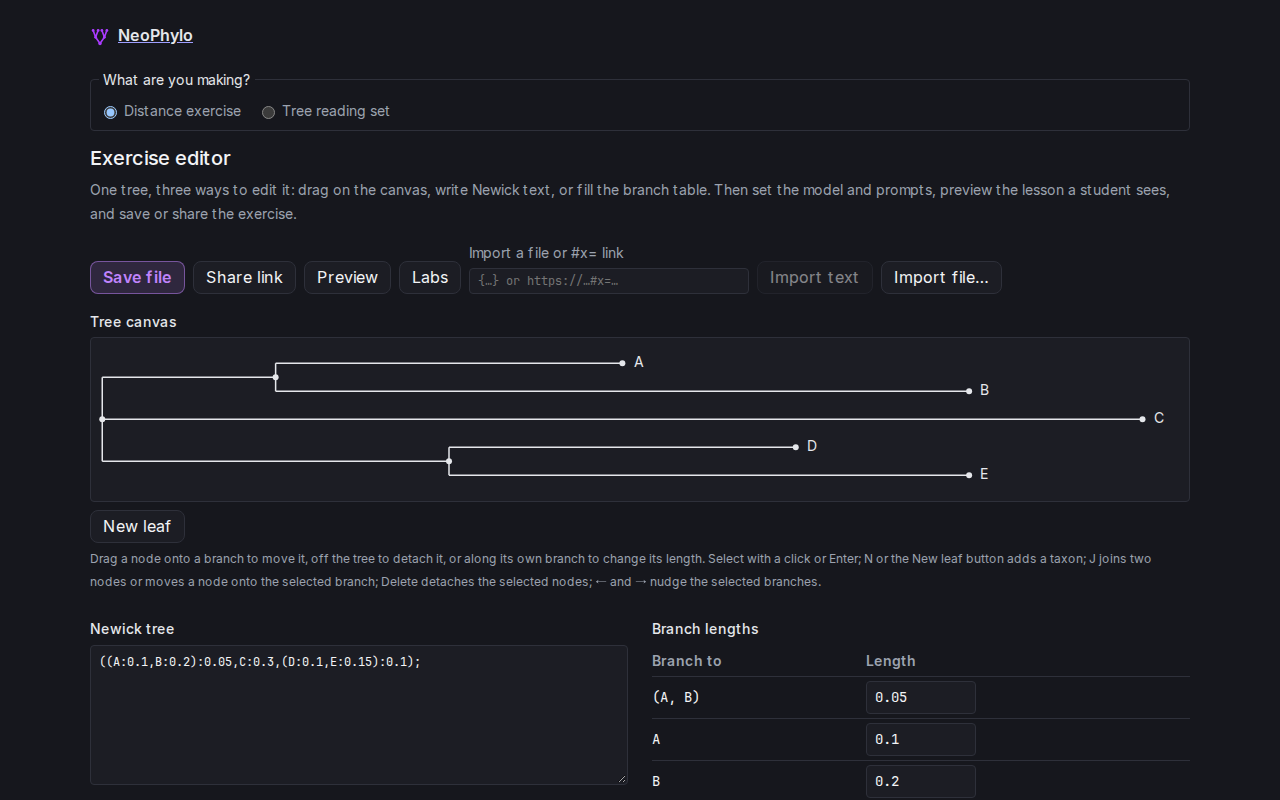 NeoPhylo
What are you making?
Distance exercise Tree reading set
Exercise editor
One tree, three ways to edit it: drag on the canvas, write Newick text, or fill the branch table. Then set the model and prompts, preview the lesson a student sees,
and save or share the exercise.
Import a file or #x= link
Save file Share link Preview Labs {…} or https://…#x=… Import text Import file…
Tree canvas
A
B
C
D
E
New leaf
Drag a node onto a branch to move it, off the tree to detach it, or along its own branch to change its length. Select with a click or Enter; N or the New leaf button adds a taxon; J joins two
nodes or moves a node onto the selected branch; Delete detaches the selected nodes; ← and → nudge the selected branches.
Newick tree
((A:0.1,B:0.2):0.05,C:0.3,(D:0.1,E:0.15):0.1);
Branch lengths
Branch to Length
(A, B) 0.05
A 0.1
B 0.2